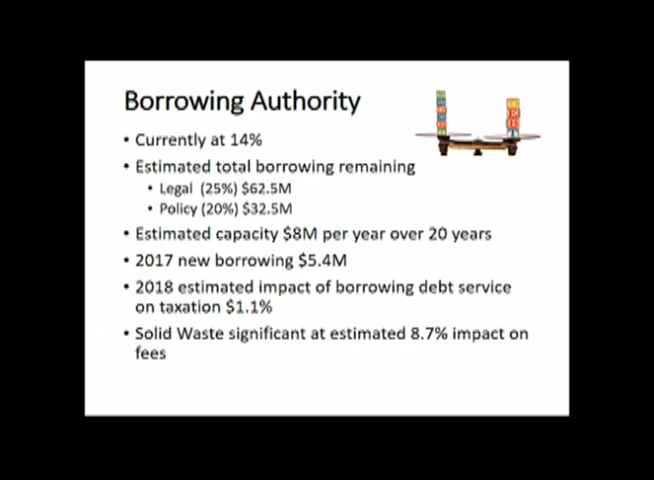 Borrowing Authority
• Currently at 14%
• Estimated total borrowing remaining
• Legal (25%) $62.5M
• Policy (20%) $32.5M
• Estimated capacity $8M per year over 20 years
• 2017 new borrowing $5.4M
• 2018 estimated impact of borrowing debt service
on taxation $1.1%
• Solid Waste significant at estimated 8.7% impact on
fees